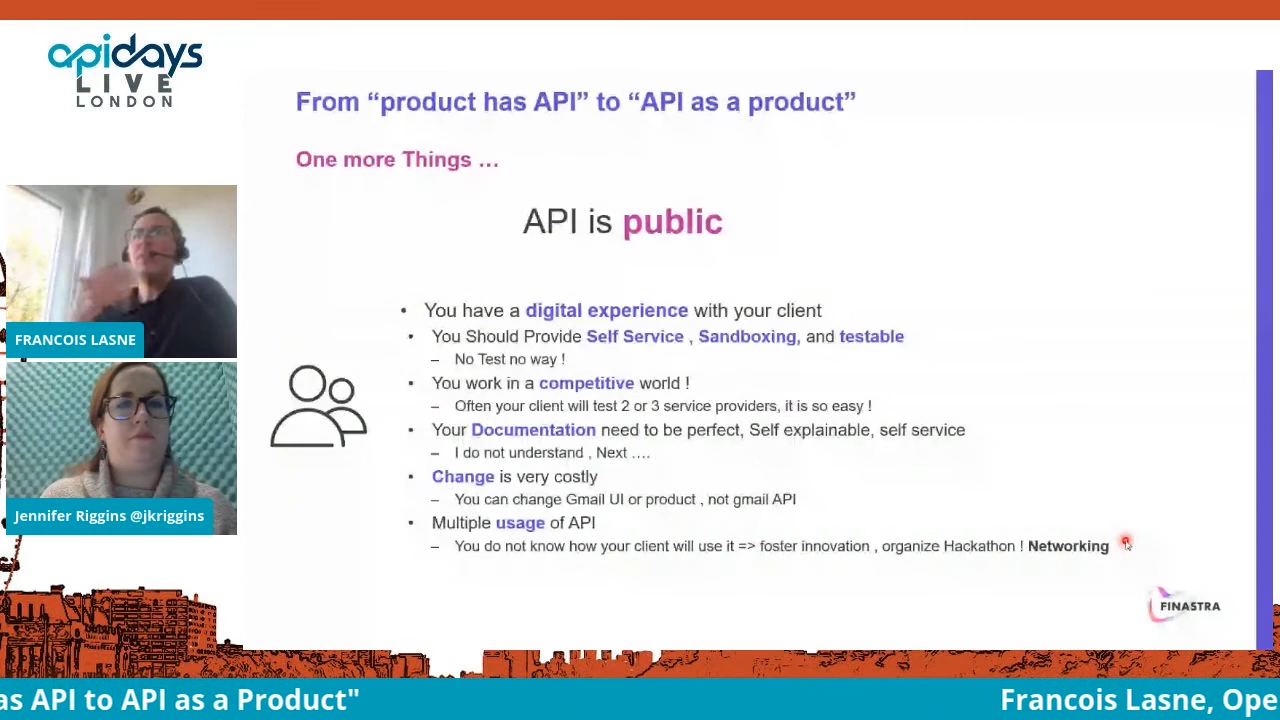 apidays
LIVE
LONDON
From “product has API” to “API as a product”
One more Things …
API is public
• You have a digital experience with your client
• You Should Provide Self Service , Sandboxing, and testable
– No Test no way !
• You work in a competitive world !
– Often your client will test 2 or 3 service providers, it is so easy !
• Your Documentation need to be perfect, Self explainable, self service
– I do not understand , Next ….
• Change is very costly
– You can change Gmail UI or product , not gmail API
• Multiple usage of API
– You do not know how your client will use it => foster innovation , organize Hackathon ! Networking
FRANCOIS LASNE
Jennifer Riggins @jkriggins
FINASTRA
as API to API as a Product"
Francois Lasne, Ope